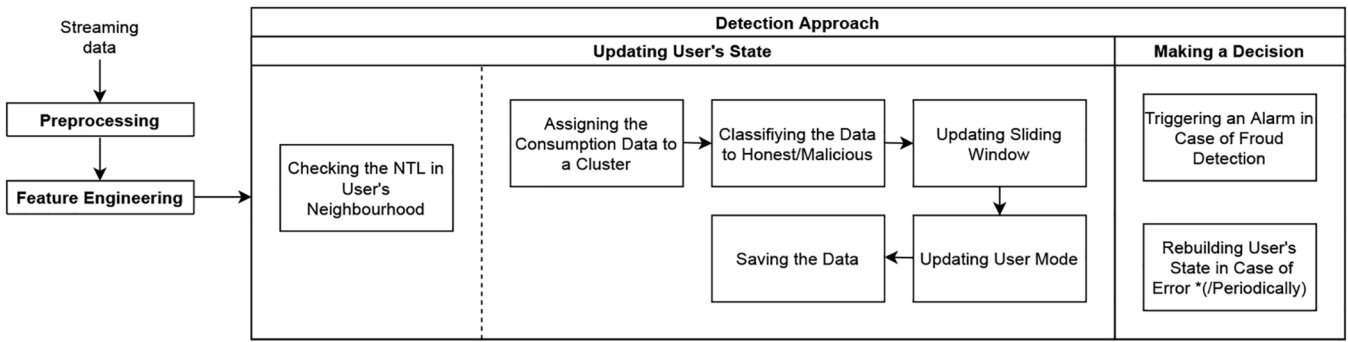 Streaming
data
Preprocessing
Feature Engineering
Detection Approach
Updating User's State
Making a Decision
Checking the NTL in
User's
Neighbourhood
Assigning the
Consumption Data to
a Cluster
Classifiying the Data
to Honest/Malicious
Updating Sliding
Window
Saving the Data
Updating User Mode
Triggering an Alarm in
Case of Froud
Detection
Rebuilding User's
State in Case of
Error *(/Periodically)